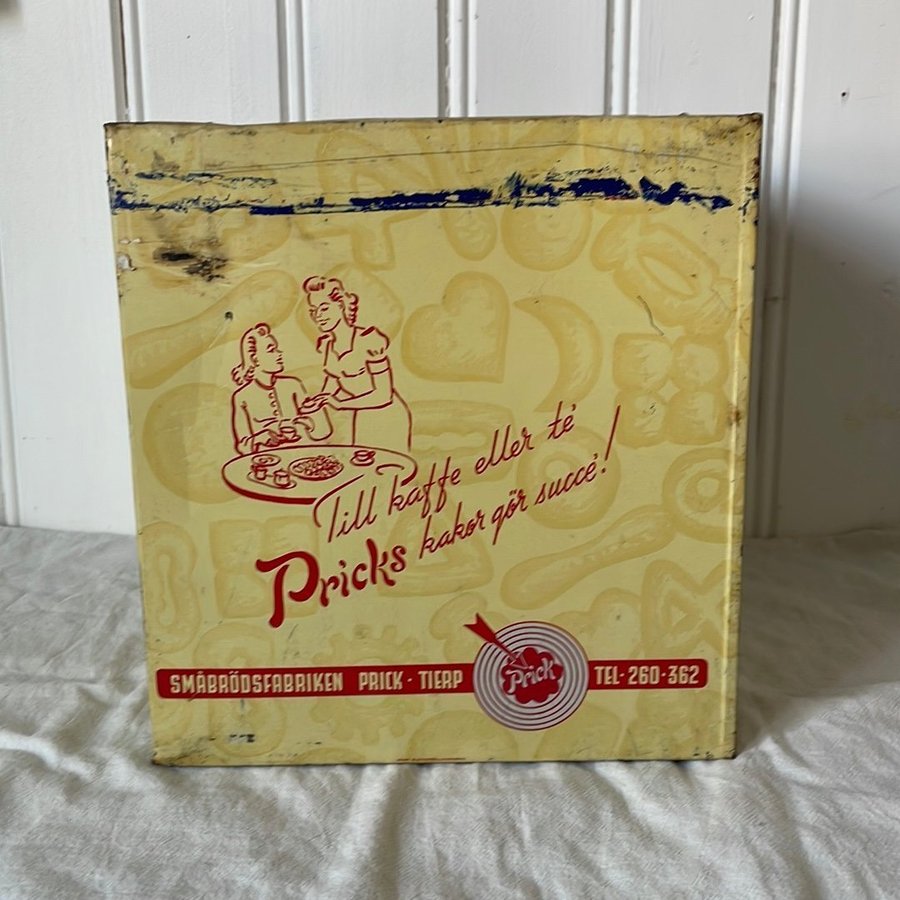 Till kaffe eller té
Pricks kakor gör succé!
SMÅBRÖDSFABRIKEN PRICK · TIERP
Prick
TEL· 260 · 362